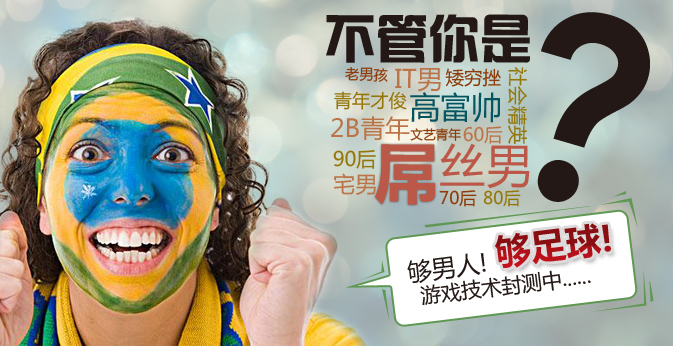 不管你是?
老男孩 IT男 矮穷挫
社会精英
青年才俊 高富帅
2B青年 文艺青年 60后
90后 屌丝男
宅男 70后 80后
够男人! 够足球!
游戏技术封测中......